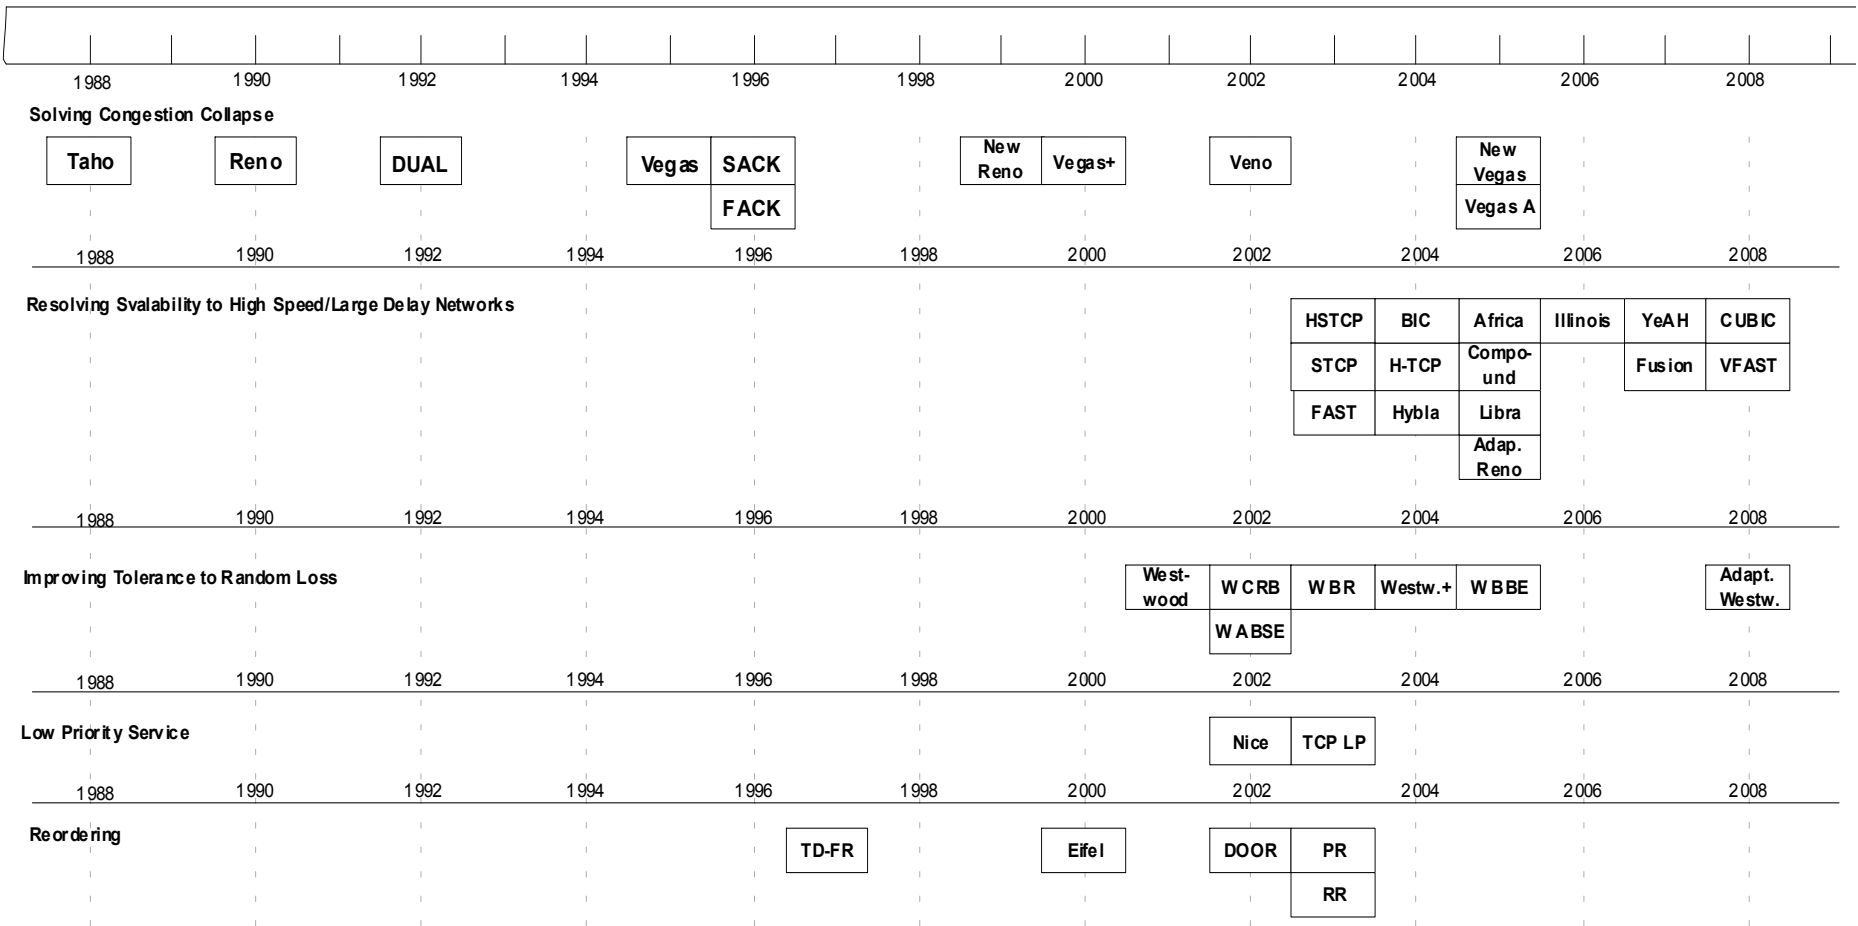 1988 1990 1992 1994 1996 1998 2000 2002 2004 2006 2008
Solving Congestion Collapse
Taho Reno DUAL Vegas SACK New Reno Vegas+ Veno New Vegas
FACK Vegas A
1988 1990 1992 1994 1996 1998 2000 2002 2004 2006 2008
Resolving Svalability to High Speed/Large Delay Networks
HSTCP BIC Africa Illinois YeAH CUBIC
STCP H-TCP Compo-und Fusion VFAST
FAST Hybla Libra
Adap. Reno
1988 1990 1992 1994 1996 1998 2000 2002 2004 2006 2008
Improving Tolerance to Random Loss
West-wood WCRB WBR Westw.+ WBBE Adapt. Westw.
WABSE
1988 1990 1992 1994 1996 1998 2000 2002 2004 2006 2008
Low Priority Service
Nice TCP LP
1988 1990 1992 1994 1996 1998 2000 2002 2004 2006 2008
Reordering
TD-FR Eifel DOOR PR
RR